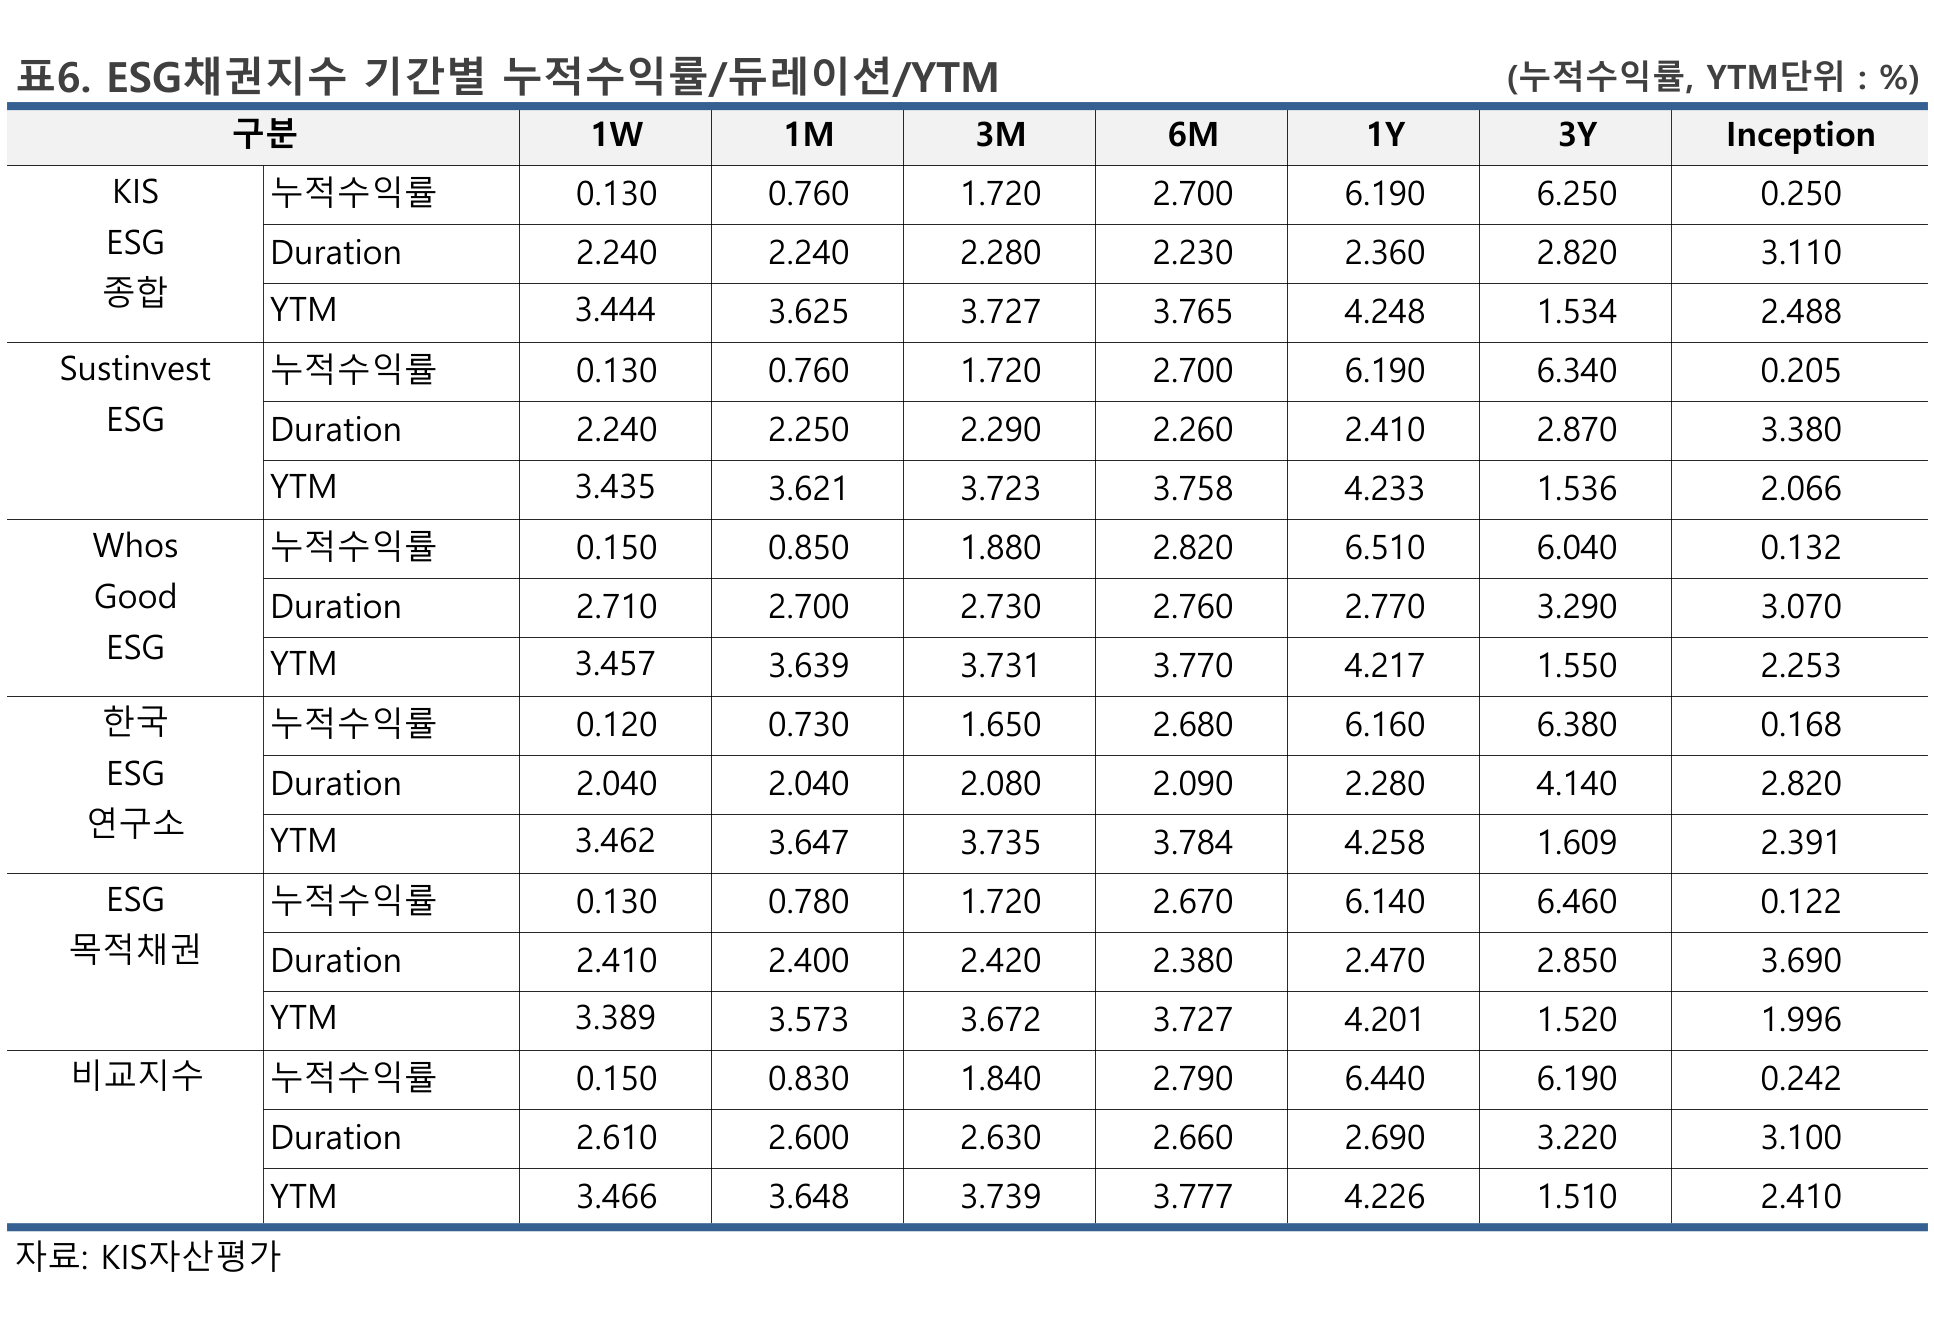 표6. ESG채권지수 기간별 누적수익률/듀레이션/YTM (누적수익률, YTM단위 : %)
구분 1W 1M 3M 6M 1Y 3Y Inception
KIS ESG 종합 누적수익률 0.130 0.760 1.720 2.700 6.190 6.250 0.250
Duration 2.240 2.240 2.280 2.230 2.360 2.820 3.110
YTM 3.444 3.625 3.727 3.765 4.248 1.534 2.488
Sustinvest ESG 누적수익률 0.130 0.760 1.720 2.700 6.190 6.340 0.205
Duration 2.240 2.250 2.290 2.260 2.410 2.870 3.380
YTM 3.435 3.621 3.723 3.758 4.233 1.536 2.066
Whos Good ESG 누적수익률 0.150 0.850 1.880 2.820 6.510 6.040 0.132
Duration 2.710 2.700 2.730 2.760 2.770 3.290 3.070
YTM 3.457 3.639 3.731 3.770 4.217 1.550 2.253
한국 ESG 연구소 누적수익률 0.120 0.730 1.650 2.680 6.160 6.380 0.168
Duration 2.040 2.040 2.080 2.090 2.280 4.140 2.820
YTM 3.462 3.647 3.735 3.784 4.258 1.609 2.391
ESG 목적채권 누적수익률 0.130 0.780 1.720 2.670 6.140 6.460 0.122
Duration 2.410 2.400 2.420 2.380 2.470 2.850 3.690
YTM 3.389 3.573 3.672 3.727 4.201 1.520 1.996
비교지수 누적수익률 0.150 0.830 1.840 2.790 6.440 6.190 0.242
Duration 2.610 2.600 2.630 2.660 2.690 3.220 3.100
YTM 3.466 3.648 3.739 3.777 4.226 1.510 2.410
자료: KIS자산평가